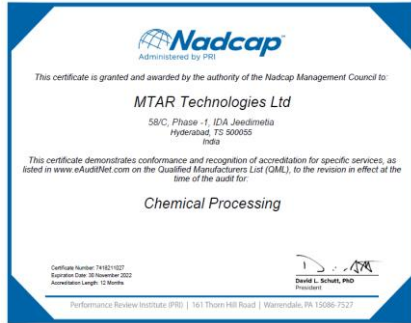 Nadcap
Administered by PRI
This certificate is granted and awarded by the authority of the Nadcap Management Council to:
MTAR Technologies Ltd
58/C, Phase -1, IDA Jeedimetla
Hyderabad, TS 500055
India
This certificate demonstrates conformance and recognition of accreditation for specific services, as
listed in www.eAuditNet.com on the Qualified Manufacturers List (QML), to the revision in effect at the
time of the audit for:
Chemical Processing
Certificate Number: 7418211027
Expiration Date: 30 November 2022
Accreditation Length: 12 Months
David L. Schutt, PhD
President
Performance Review Institute (PRI) | 161 Thorn Hill Road | Warrendale, PA 15086-7527